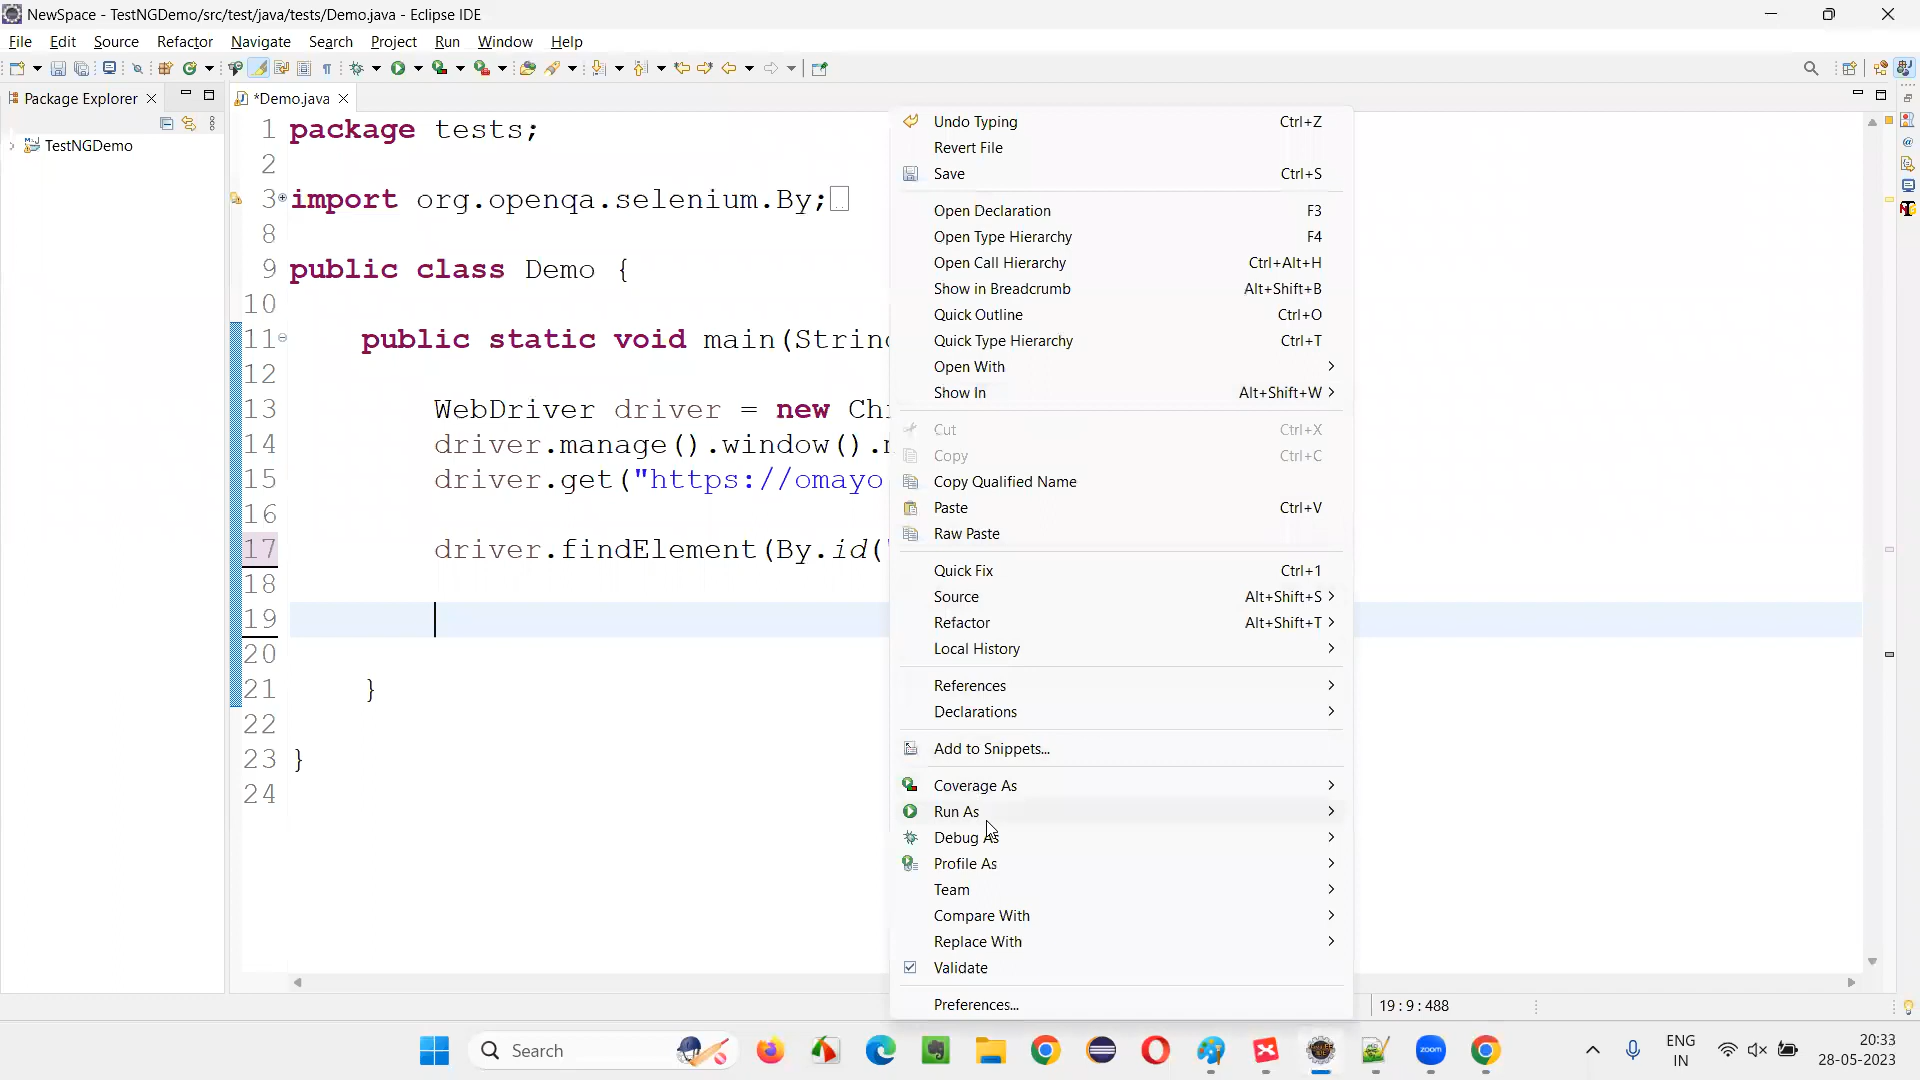 NewSpace - TestNGDemo/src/test/java/tests/Demo.java - Eclipse IDE
File Edit Source Refactor Navigate Search Project Run Window Help
Package Explorer
*Demo.java
TestNGDemo
1 package tests;
2
3 import org.openqa.selenium.By;
8
9 public class Demo {
10
11 public static void main(String
12
13 WebDriver driver = new Ch
14 driver.manage().window().
15 driver.get("https://omayo
16
17 driver.findElement(By.id("
18
19
20
21 }
22
23 }
24
Undo Typing Ctrl+Z
Revert File
Save Ctrl+S
Open Declaration F3
Open Type Hierarchy F4
Open Call Hierarchy Ctrl+Alt+H
Show in Breadcrumb Alt+Shift+B
Quick Outline Ctrl+O
Quick Type Hierarchy Ctrl+T
Open With
Show In Alt+Shift+W
Cut Ctrl+X
Copy Ctrl+C
Copy Qualified Name
Paste Ctrl+V
Raw Paste
Quick Fix Ctrl+1
Source Alt+Shift+S
Refactor Alt+Shift+T
Local History
References
Declarations
Add to Snippets...
Coverage As
Run As
Debug As
Profile As
Team
Compare With
Replace With
Validate
Preferences...
19 : 9 : 488
Search
zoom
ENG
IN
20:33
28-05-2023